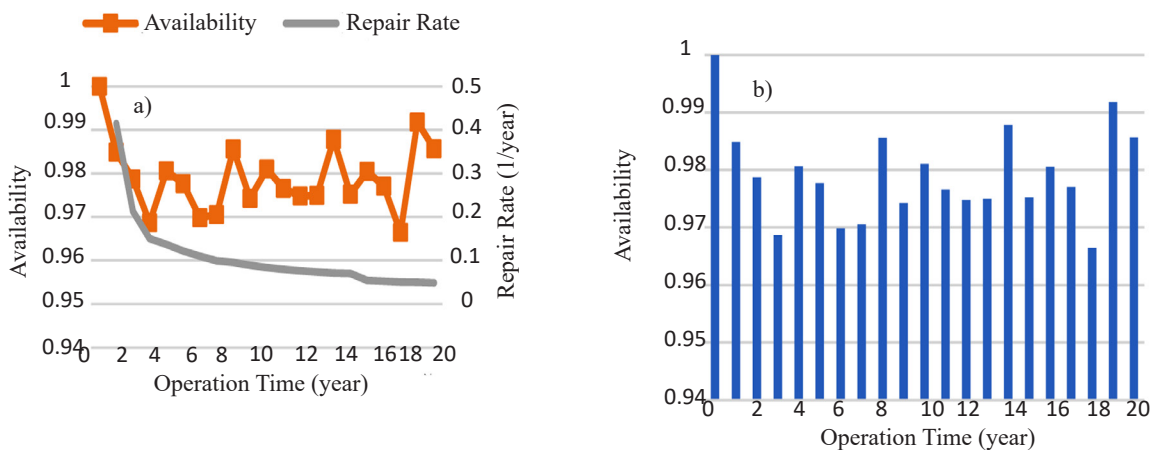 Availability Repair Rate
a)
1
0.99
0.98
0.97
0.96
0.95
0.94
Availability
0.5
0.4
0.3
0.2
0.1
0
Repair Rate (1/year)
0 2 4 6 8 10 12 14 16 18 20
Operation Time (year)
b)
1
0.99
0.98
0.97
0.96
0.95
0.94
Availability
0 2 4 6 8 10 12 14 16 18 20
Operation Time (year)